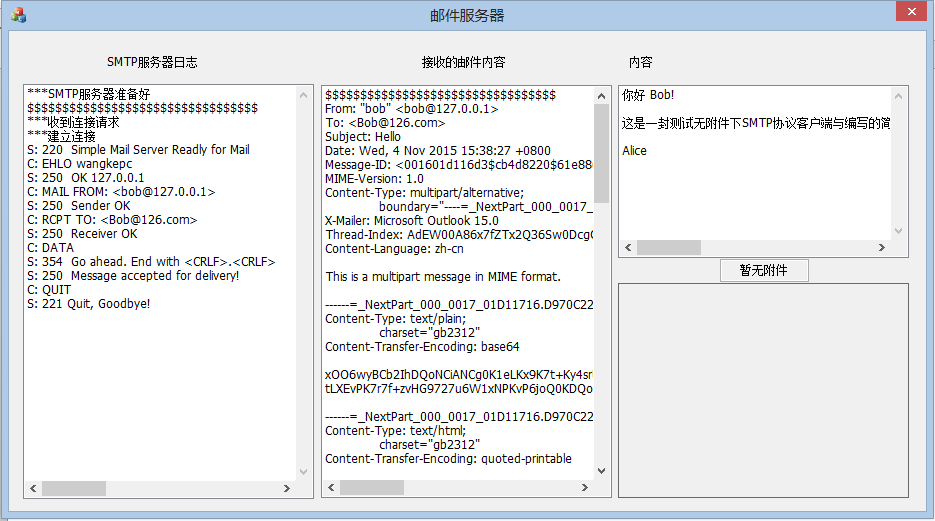 邮件服务器
SMTP服务器日志
***SMTP服务器准备好
$$$$$$$$$$$$$$$$$$$$$$$$$$$$$$$$$
***收到连接请求
***建立连接
S: 220  Simple Mail Server Ready for Mail
C: EHLO wangkepc
S: 250  OK 127.0.0.1
C: MAIL FROM: <bob@127.0.0.1>
S: 250  Sender OK
C: RCPT TO: <Bob@126.com>
S: 250  Receiver OK
C: DATA
S: 354  Go ahead. End with <CRLF>.<CRLF>
S: 250  Message accepted for delivery!
C: QUIT
S: 221 Quit, Goodbye!
接收的邮件内容
$$$$$$$$$$$$$$$$$$$$$$$$$$$$$$$$$
From: "bob" <bob@127.0.0.1>
To: <Bob@126.com>
Subject: Hello
Date: Wed, 4 Nov 2015 15:38:27 +0800
Message-ID: <001601d116d3$cb4d8220$61e88
MIME-Version: 1.0
Content-Type: multipart/alternative;
boundary="----=_NextPart_000_0017_
X-Mailer: Microsoft Outlook 15.0
Thread-Index: AdEW00A86x7fZTx2Q36Sw0Dcg
Content-Language: zh-cn
This is a multipart message in MIME format.
------=_NextPart_000_0017_01D11716.D970C22
Content-Type: text/plain;
charset="gb2312"
Content-Transfer-Encoding: base64
xOO6wyBCb2IhDQoNCiANCg0K1eLKx9K7t+Ky4sr
tLXEvPK7r7f+zvHG9727u6W1xNPKvP6joQ0KDQo
------=_NextPart_000_0017_01D11716.D970C22
Content-Type: text/html;
charset="gb2312"
Content-Transfer-Encoding: quoted-printable
内容
你好 Bob!
这是一封测试无附件下SMTP协议客户端与编写的简
Alice
暂无附件